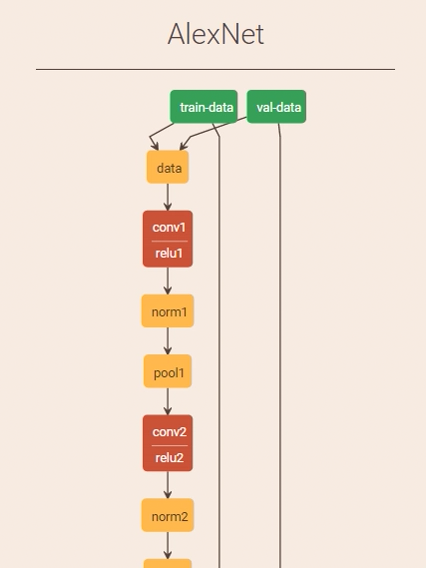 AlexNet
train-data
val-data
data
conv1
relu1
norm1
pool1
conv2
relu2
norm2